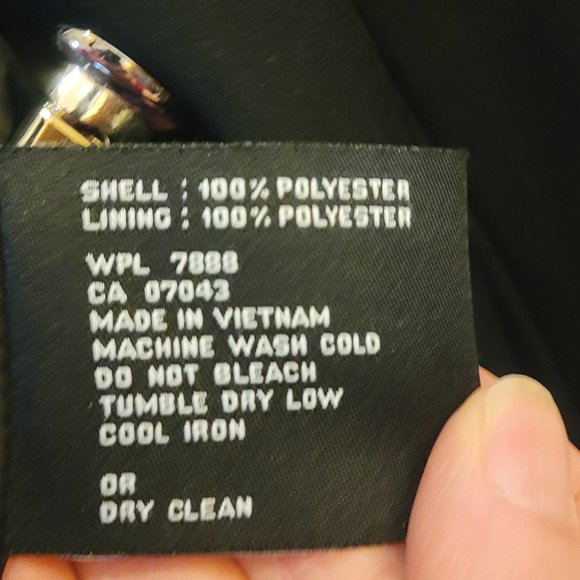 SHELL : 100% POLYESTER
LINING : 100% POLYESTER
WPL 7888
CA 07043
MADE IN VIETNAM
MACHINE WASH COLD
DO NOT BLEACH
TUMBLE DRY LOW
COOL IRON
OR
DRY CLEAN